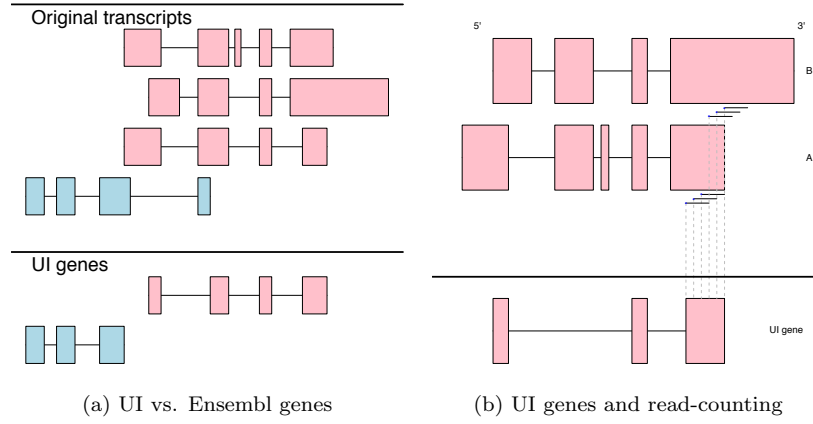 Original transcripts
UI genes
5'
3'
B
A
UI gene
(a) UI vs. Ensembl genes
(b) UI genes and read-counting